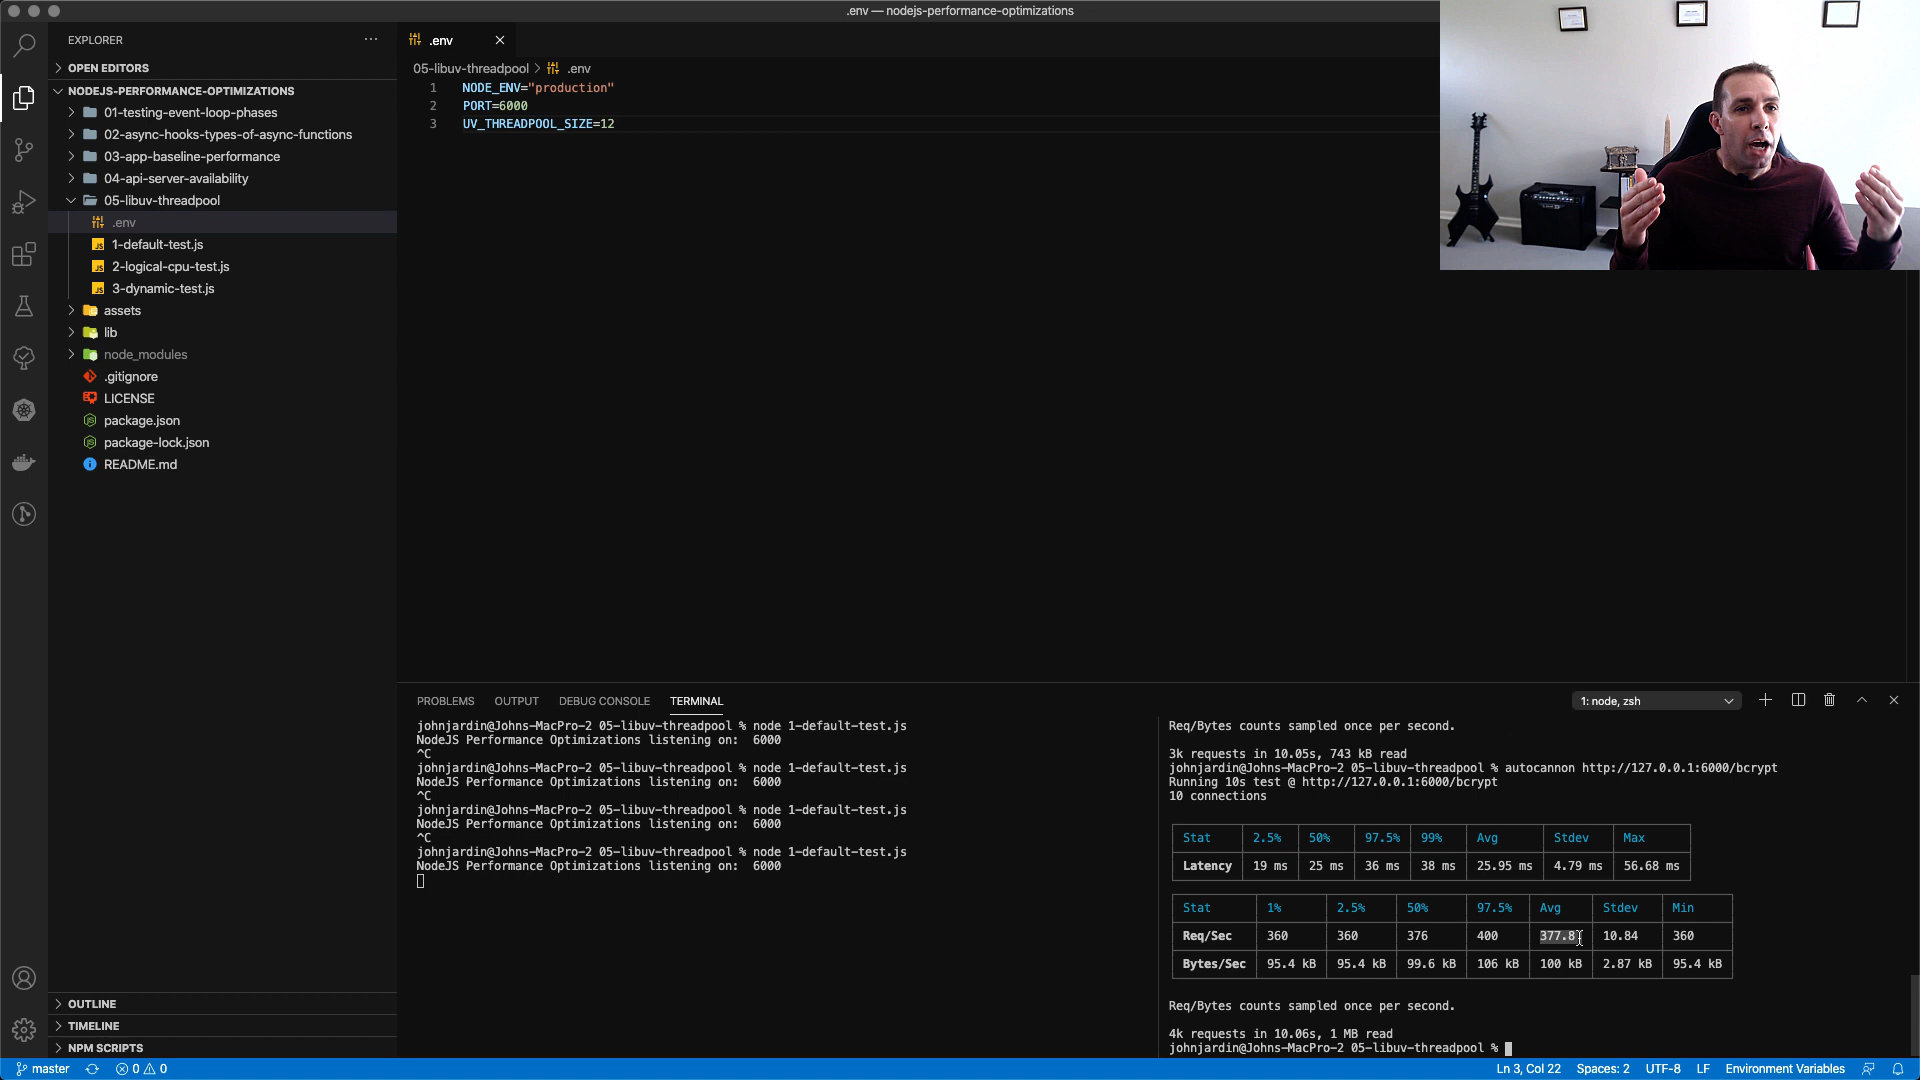 .env — nodejs-performance-optimizations
EXPLORER
OPEN EDITORS
NODEJS-PERFORMANCE-OPTIMIZATIONS
01-testing-event-loop-phases
02-async-hooks-types-of-async-functions
03-app-baseline-performance
04-api-server-availability
05-libuv-threadpool
.env
JS 1-default-test.js
JS 2-logical-cpu-test.js
JS 3-dynamic-test.js
assets
lib
node_modules
.gitignore
LICENSE
package.json
package-lock.json
README.md
OUTLINE
TIMELINE
NPM SCRIPTS
.env
05-libuv-threadpool > .env
1 NODE_ENV="production"
2 PORT=6000
3 UV_THREADPOOL_SIZE=12
PROBLEMS OUTPUT DEBUG CONSOLE TERMINAL
1: node, zsh
johnjardin@Johns-MacPro-2 05-libuv-threadpool % node 1-default-test.js
NodeJS Performance Optimizations listening on: 6000
^C
johnjardin@Johns-MacPro-2 05-libuv-threadpool % node 1-default-test.js
NodeJS Performance Optimizations listening on: 6000
^C
johnjardin@Johns-MacPro-2 05-libuv-threadpool % node 1-default-test.js
NodeJS Performance Optimizations listening on: 6000
^C
johnjardin@Johns-MacPro-2 05-libuv-threadpool % node 1-default-test.js
NodeJS Performance Optimizations listening on: 6000
Req/Bytes counts sampled once per second.
3k requests in 10.05s, 743 kB read
johnjardin@Johns-MacPro-2 05-libuv-threadpool % autocannon http://127.0.0.1:6000/bcrypt
Running 10s test @ http://127.0.0.1:6000/bcrypt
10 connections
Stat 2.5% 50% 97.5% 99% Avg Stdev Max
Latency 19 ms 25 ms 36 ms 38 ms 25.95 ms 4.79 ms 56.68 ms
Stat 1% 2.5% 50% 97.5% Avg Stdev Min
Req/Sec 360 360 376 400 377.8 10.84 360
Bytes/Sec 95.4 kB 95.4 kB 99.6 kB 106 kB 100 kB 2.87 kB 95.4 kB
Req/Bytes counts sampled once per second.
4k requests in 10.06s, 1 MB read
johnjardin@Johns-MacPro-2 05-libuv-threadpool %
master 0 0
Ln 3, Col 22 Spaces: 2 UTF-8 LF Environment Variables